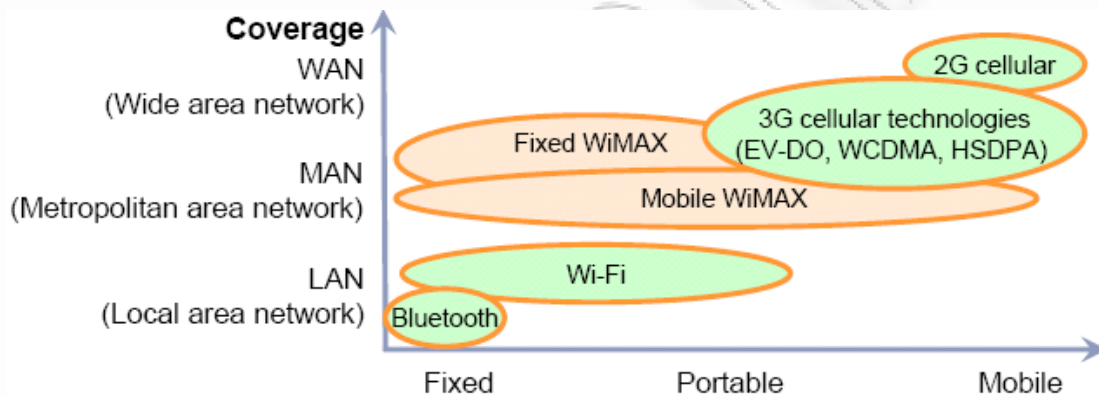 Coverage
WAN
(Wide area network)
2G cellular
3G cellular technologies
(EV-DO, WCDMA, HSDPA)
Fixed WiMAX
MAN
(Metropolitan area network)
Mobile WiMAX
LAN
(Local area network)
Wi-Fi
Bluetooth
Fixed
Portable
Mobile